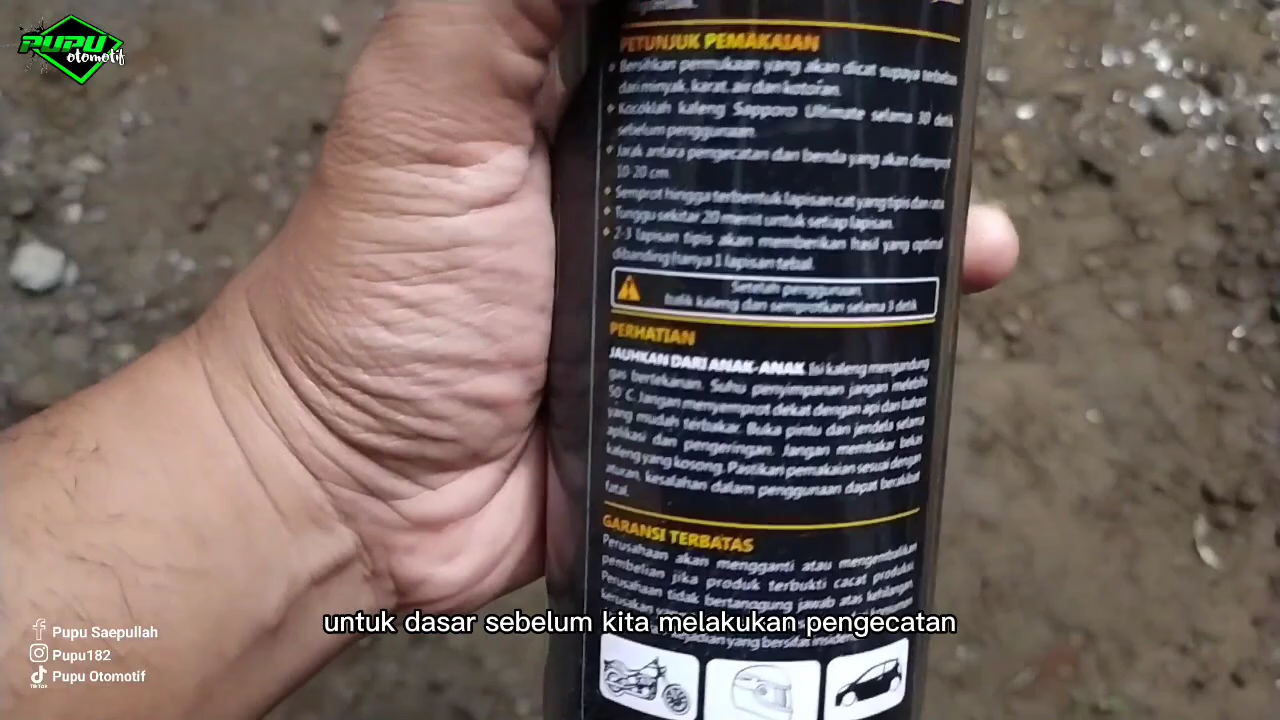 PUPU
otomotif
PETUNJUK PEMAKAIAN
Bersihkan permukaan yang akan dicat supaya terbebas
dari minyak, karat, air dan kotoran.
Kocoklah kaleng Sapporo Ultimate selama 30 detik
sebelum penggunaan.
Jarak antara pengecatan dan benda yang akan disemprot
10-20 cm.
Semprot hingga terbentuk lapisan cat yang tipis dan rata
Tunggu sekitar 20 menit untuk setiap lapisan.
2-3 lapisan tipis akan memberikan hasil yang optimal
dibanding hanya 1 lapisan tebal.
Setelah penggunaan,
balik kaleng dan semprotkan selama 3 detik
PERHATIAN
JAUHKAN DARI ANAK-ANAK Isi kaleng mengandung
gas bertekanan. Suhu penyimpanan jangan melebihi
50°C. Jangan menyemprot dekat dengan api dan bahan
yang mudah terbakar. Buka pintu dan jendela selama
aplikasi dan pengeringan. Jangan membakar bekas
kaleng yang kosong. Pastikan pemakaian sesuai dengan
aturan, kesalahan dalam penggunaan dapat berakibat
fatal.
GARANSI TERBATAS
Perusahaan akan mengganti atau mengembalikan
pembelian jika produk terbukti cacat produksi
Perusahaan tidak bertanggung jawab atas kehilangan
kerusakan
kejadian yang bersifat insiden
untuk dasar sebelum kita melakukan pengecatan
Pupu Saepullah
Pupu182
Pupu Otomotif